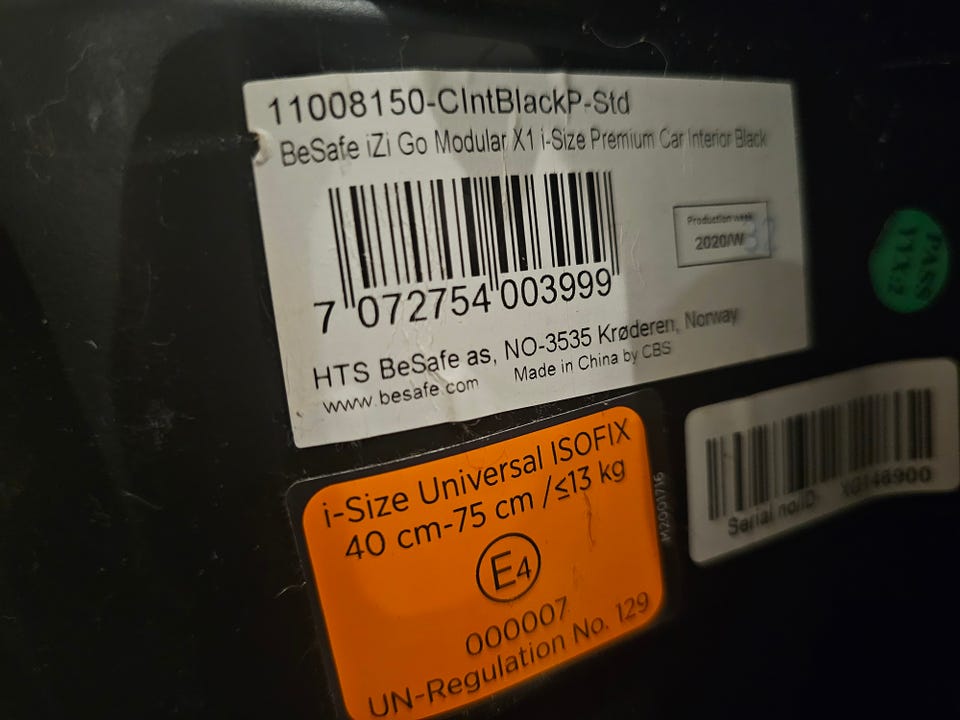 11008150-CIntBlackP-Std
BeSafe iZi Go Modular X1 i-Size Premium Car Interior Black
Production week
2020/W
7 072754 003999
HTS BeSafe as, NO-3535 Krøderen, Norway
www.besafe.com Made in China by CBS
PASS
i-Size Universal ISOFIX
40 cm-75 cm /≤13 kg
E4
000007
UN-Regulation No. 129
Serial no/ID: